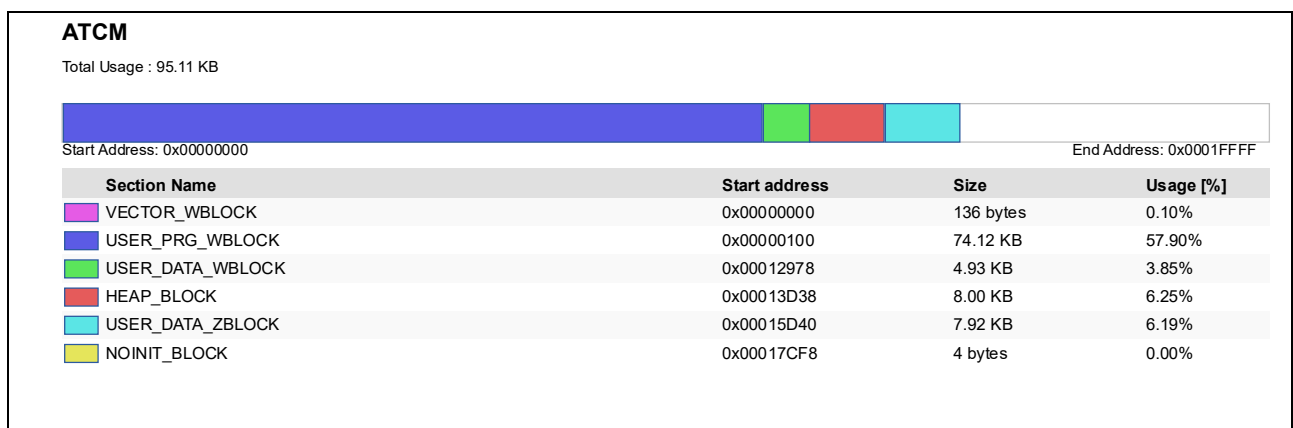 ATCM
Total Usage : 95.11 KB
Start Address: 0x00000000 End Address: 0x0001FFFF
Section Name Start address Size Usage [%]
VECTOR_WBLOCK 0x00000000 136 bytes 0.10%
USER_PRG_WBLOCK 0x00000100 74.12 KB 57.90%
USER_DATA_WBLOCK 0x00012978 4.93 KB 3.85%
HEAP_BLOCK 0x00013D38 8.00 KB 6.25%
USER_DATA_ZBLOCK 0x00015D40 7.92 KB 6.19%
NOINIT_BLOCK 0x00017CF8 4 bytes 0.00%